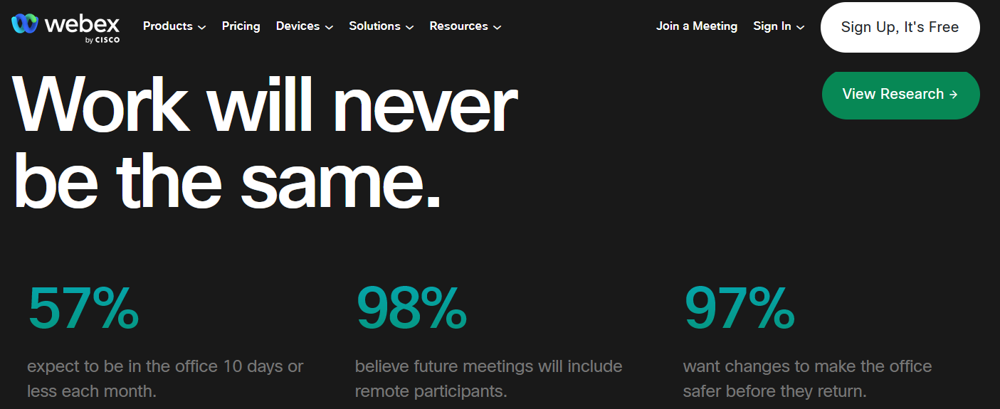 webex
by CISCO
Products
Pricing
Devices
Solutions
Resources
Join a Meeting
Sign In
Sign Up, It's Free
View Research →
Work will never
be the same.
57%
expect to be in the office 10 days or
less each month.
98%
believe future meetings will include
remote participants.
97%
want changes to make the office
safer before they return.